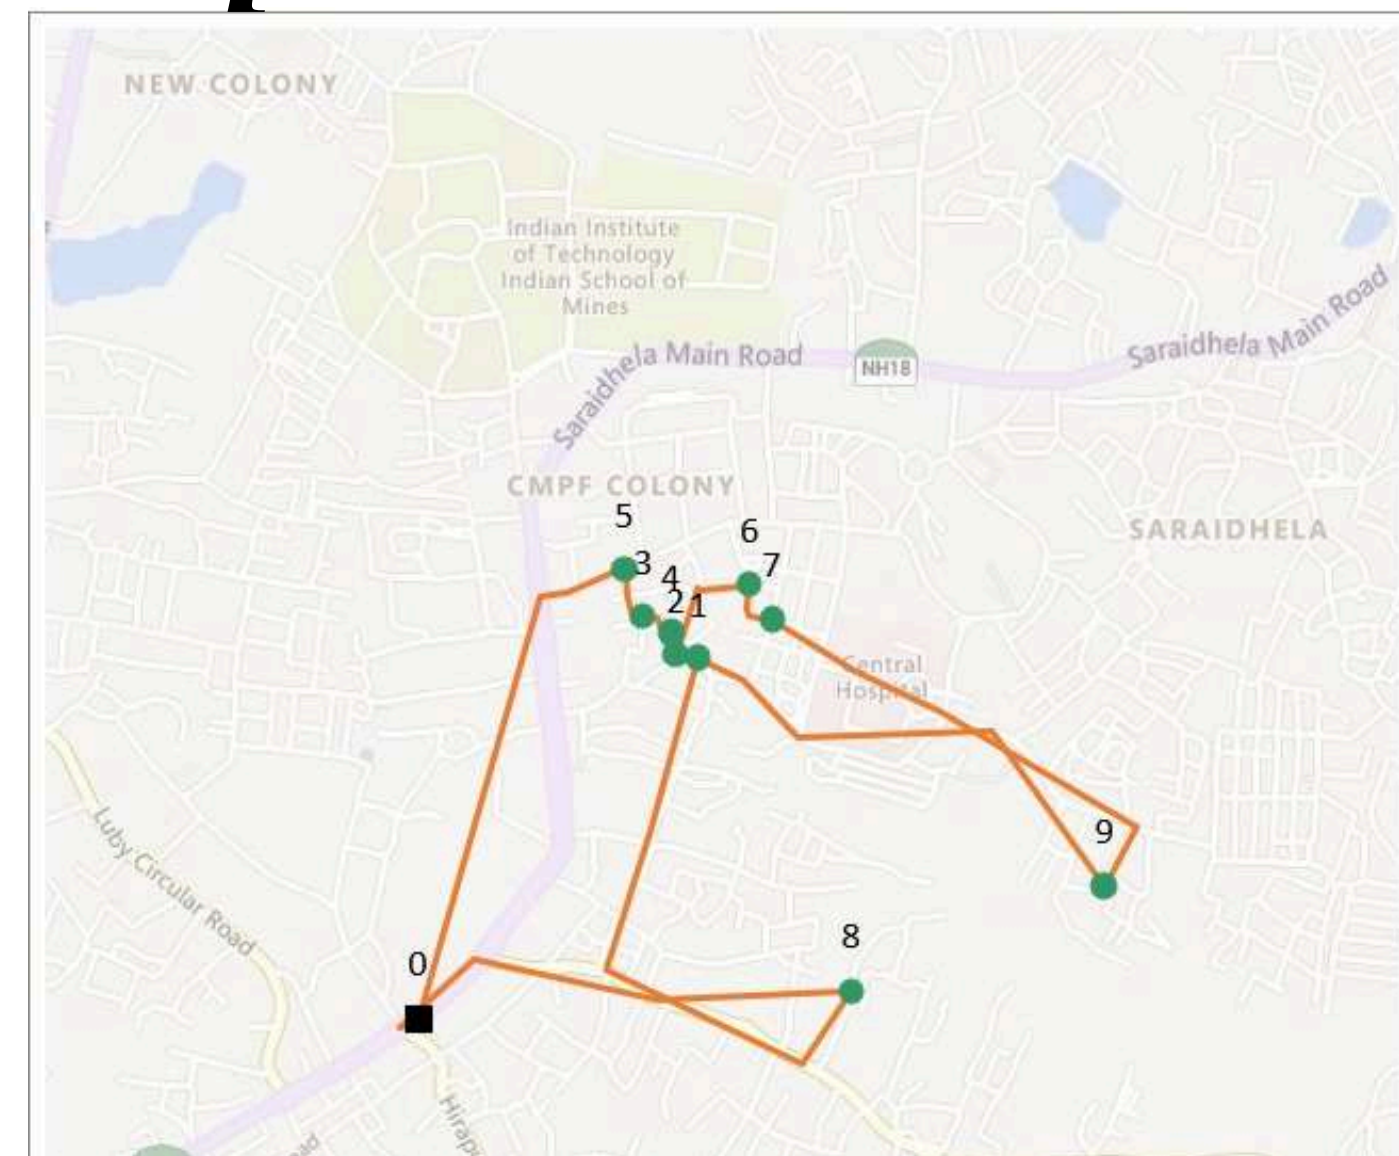 NEW COLONY
Indian Institute
of Technology
Indian School of
Mines
Saraidhela Main Road
NH18
Saraidhela Main Road
CMPF COLONY
SARAIDHELA
5
6
3
7
4
2
1
Central
Hospital
9
Luby Circular Road
8
0